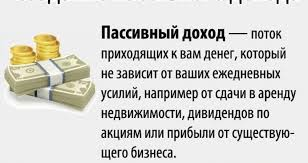 Пассивный доход — поток
приходящих к вам денег, который
не зависит от ваших ежедневных
усилий, например от сдачи в аренду
недвижимости, дивидендов по
акциям или прибыли от существую-
щего бизнеса.